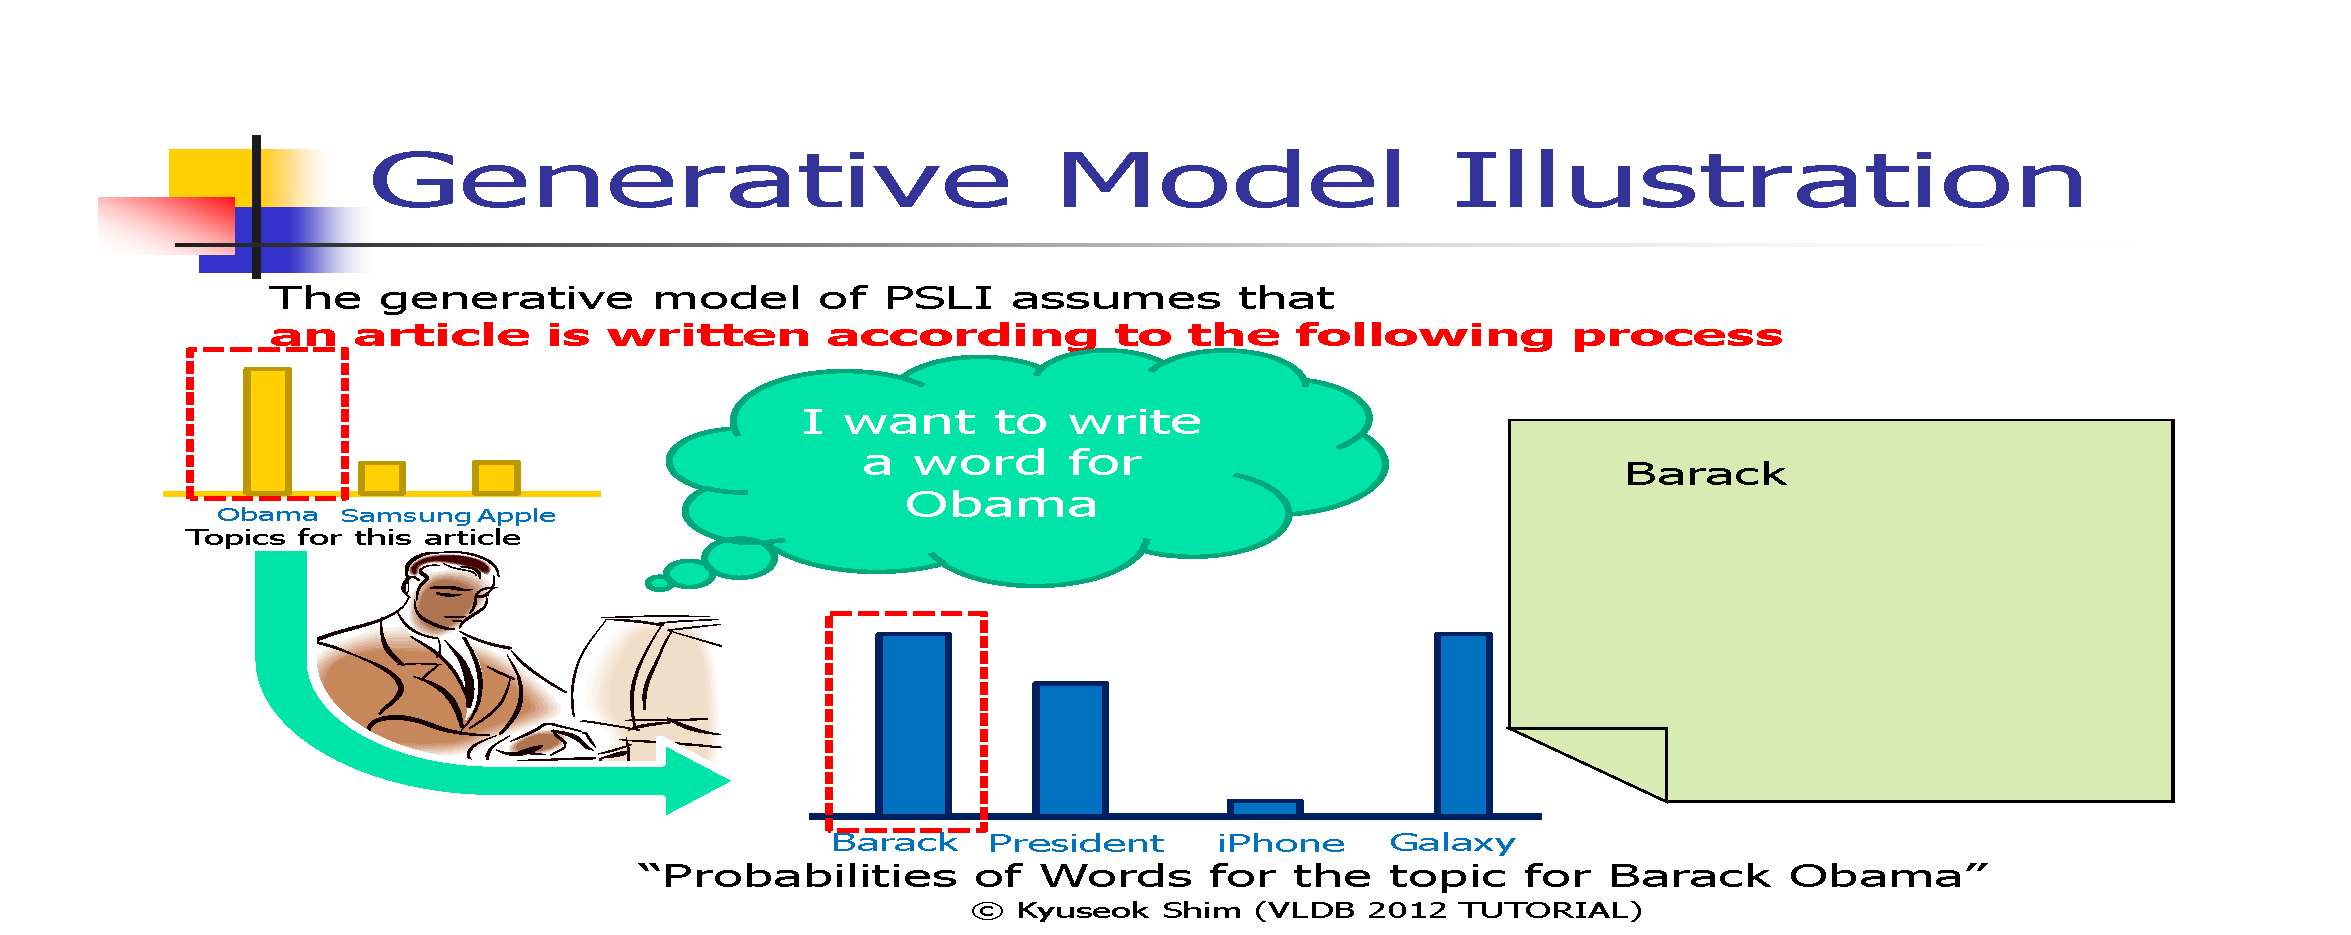 Generative Model Illustration
The generative model of PSLI assumes that
an article is written according to the following process
I want to write
a word for
Obama
Barack
Obama Samsung Apple
Topics for this article
Barack President iPhone Galaxy
“Probabilities of Words for the topic for Barack Obama”
© Kyuseok Shim (VLDB 2012 TUTORIAL)